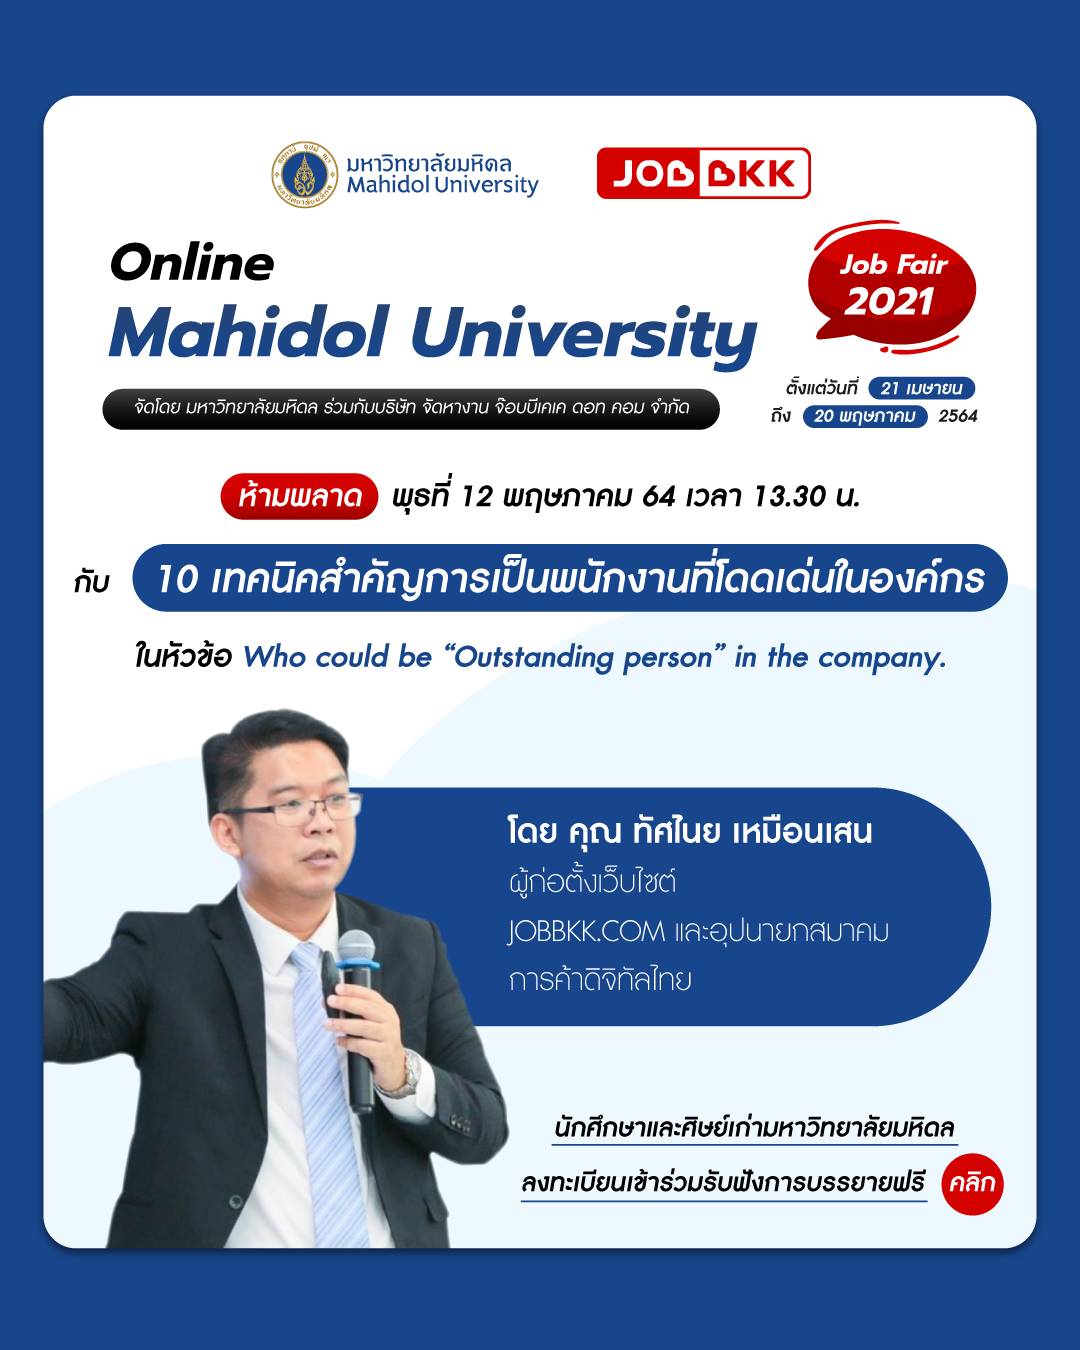 มหาวิทยาลัยมหิดล
Mahidol University
JOBBKK
Online
Mahidol University
Job Fair
2021
จัดโดย มหาวิทยาลัยมหิดล ร่วมกับบริษัท จัดหางาน จ๊อบบีเคเค ดอท คอม จำกัด
ตั้งแต่วันที่ 21 เมษายน
ถึง 20 พฤษภาคม 2564
ห้ามพลาด พุธที่ 12 พฤษภาคม 64 เวลา 13.30 น.
กับ 10 เทคนิคสำคัญการเป็นพนักงานที่โดดเด่นในองค์กร
ในหัวข้อ Who could be “Outstanding person” in the company.
โดย คุณ ทัศไนย เหมือนเสน
ผู้ก่อตั้งเว็บไซต์
JOBBKK.COM และอุปนายกสมาคม
การค้าดิจิทัลไทย
นักศึกษาและศิษย์เก่ามหาวิทยาลัยมหิดล
ลงทะเบียนเข้าร่วมรับฟังการบรรยายฟรี คลิก